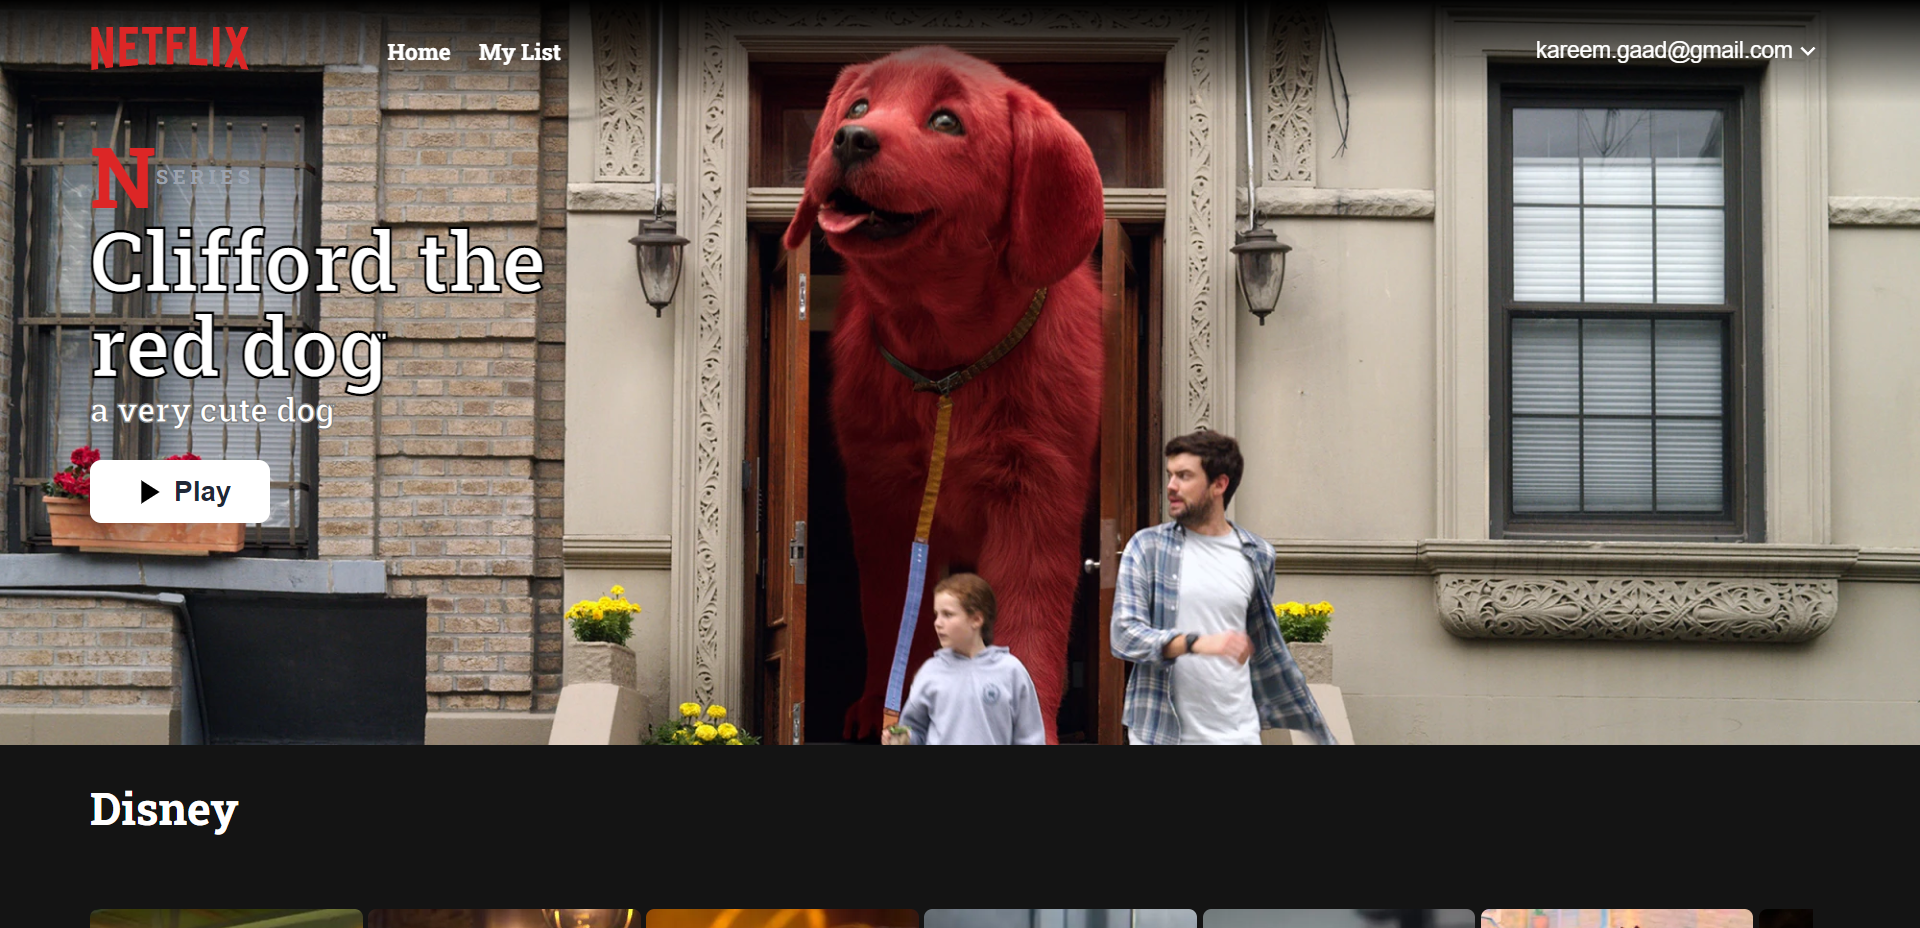 NETFLIX
Home
My List
kareem.gaad@gmail.com
N SERIES
Clifford the
red dog
a very cute dog
Play
Disney